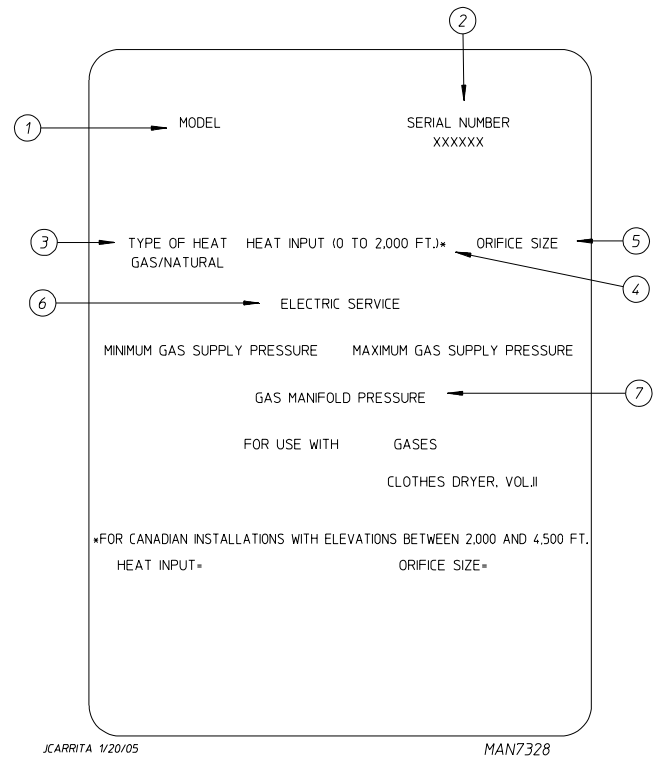 2
1
MODEL SERIAL NUMBER
XXXXXX
3
TYPE OF HEAT HEAT INPUT (0 TO 2,000 FT.)* ORIFICE SIZE
5
GAS/NATURAL
4
6
ELECTRIC SERVICE
MINIMUM GAS SUPPLY PRESSURE MAXIMUM GAS SUPPLY PRESSURE
GAS MANIFOLD PRESSURE
7
FOR USE WITH GASES
CLOTHES DRYER, VOL.II
*FOR CANADIAN INSTALLATIONS WITH ELEVATIONS BETWEEN 2,000 AND 4,500 FT.
HEAT INPUT= ORIFICE SIZE=
JCARRITA 1/20/05 MAN7328